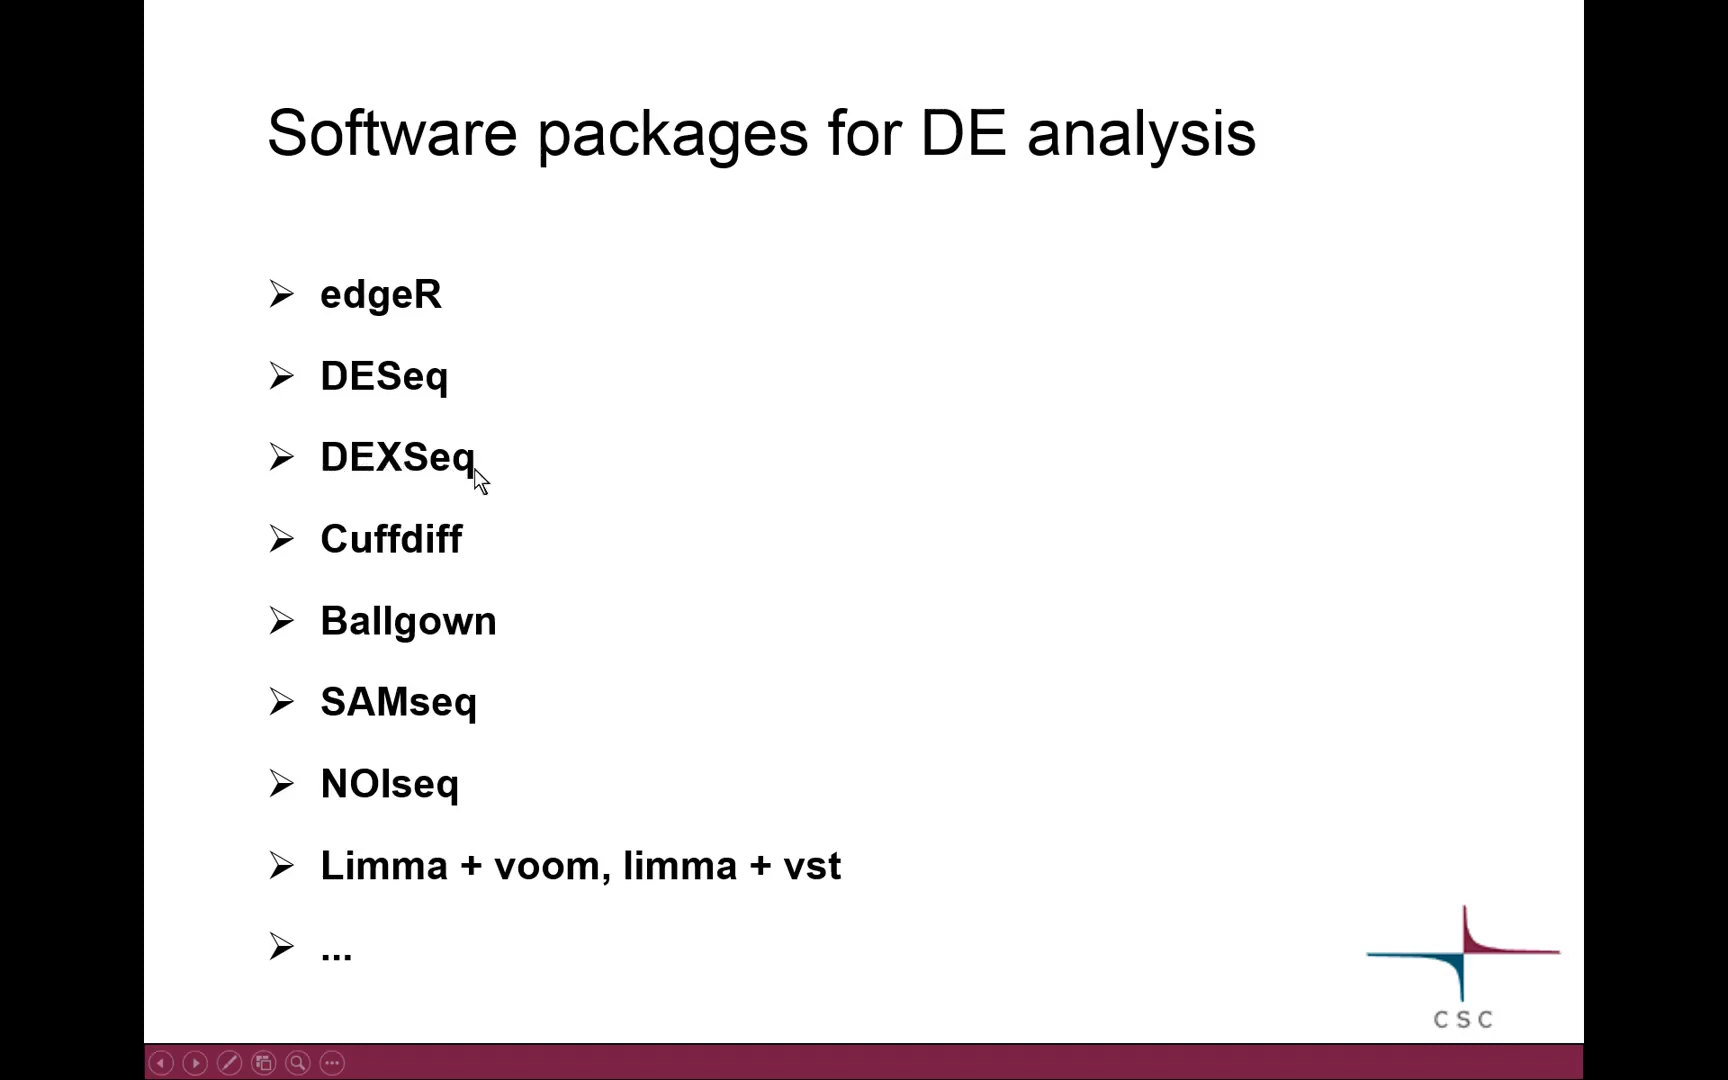 Software packages for DE analysis
edgeR
DESeq
DEXSeq
Cuffdiff
Ballgown
SAMseq
NOIseq
Limma + voom, limma + vst
...
CSC